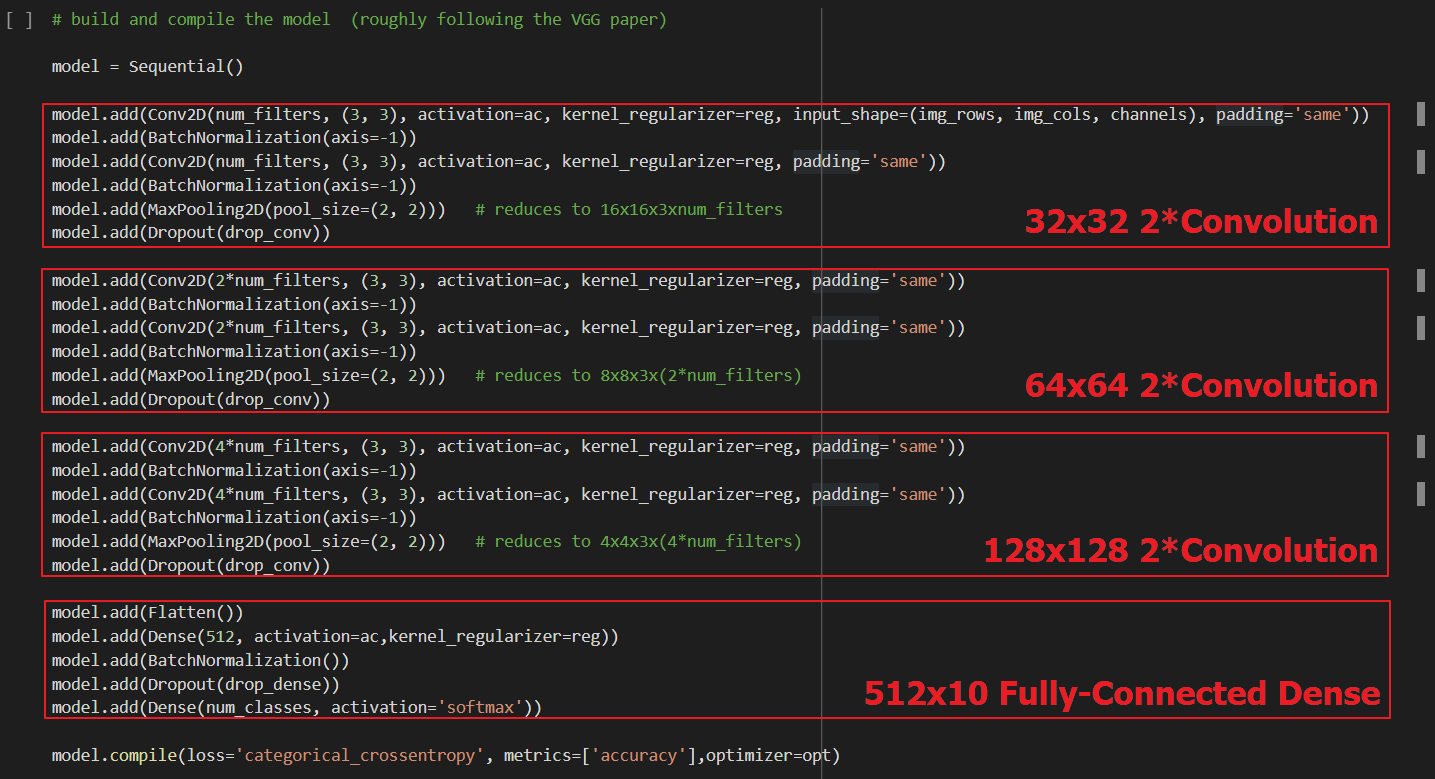 [ ] # build and compile the model  (roughly following the VGG paper)
model = Sequential()
model.add(Conv2D(num_filters, (3, 3), activation=ac, kernel_regularizer=reg, input_shape=(img_rows, img_cols, channels), padding='same'))
model.add(BatchNormalization(axis=-1))
model.add(Conv2D(num_filters, (3, 3), activation=ac, kernel_regularizer=reg, padding='same'))
model.add(BatchNormalization(axis=-1))
model.add(MaxPooling2D(pool_size=(2, 2)))   # reduces to 16x16x3xnum_filters
model.add(Dropout(drop_conv))
32x32 2*Convolution
model.add(Conv2D(2*num_filters, (3, 3), activation=ac, kernel_regularizer=reg, padding='same'))
model.add(BatchNormalization(axis=-1))
model.add(Conv2D(2*num_filters, (3, 3), activation=ac, kernel_regularizer=reg, padding='same'))
model.add(BatchNormalization(axis=-1))
model.add(MaxPooling2D(pool_size=(2, 2)))   # reduces to 8x8x3x(2*num_filters)
model.add(Dropout(drop_conv))
64x64 2*Convolution
model.add(Conv2D(4*num_filters, (3, 3), activation=ac, kernel_regularizer=reg, padding='same'))
model.add(BatchNormalization(axis=-1))
model.add(Conv2D(4*num_filters, (3, 3), activation=ac, kernel_regularizer=reg, padding='same'))
model.add(BatchNormalization(axis=-1))
model.add(MaxPooling2D(pool_size=(2, 2)))   # reduces to 4x4x3x(4*num_filters)
model.add(Dropout(drop_conv))
128x128 2*Convolution
model.add(Flatten())
model.add(Dense(512, activation=ac,kernel_regularizer=reg))
model.add(BatchNormalization())
model.add(Dropout(drop_dense))
model.add(Dense(num_classes, activation='softmax'))
512x10 Fully-Connected Dense
model.compile(loss='categorical_crossentropy', metrics=['accuracy'],optimizer=opt)